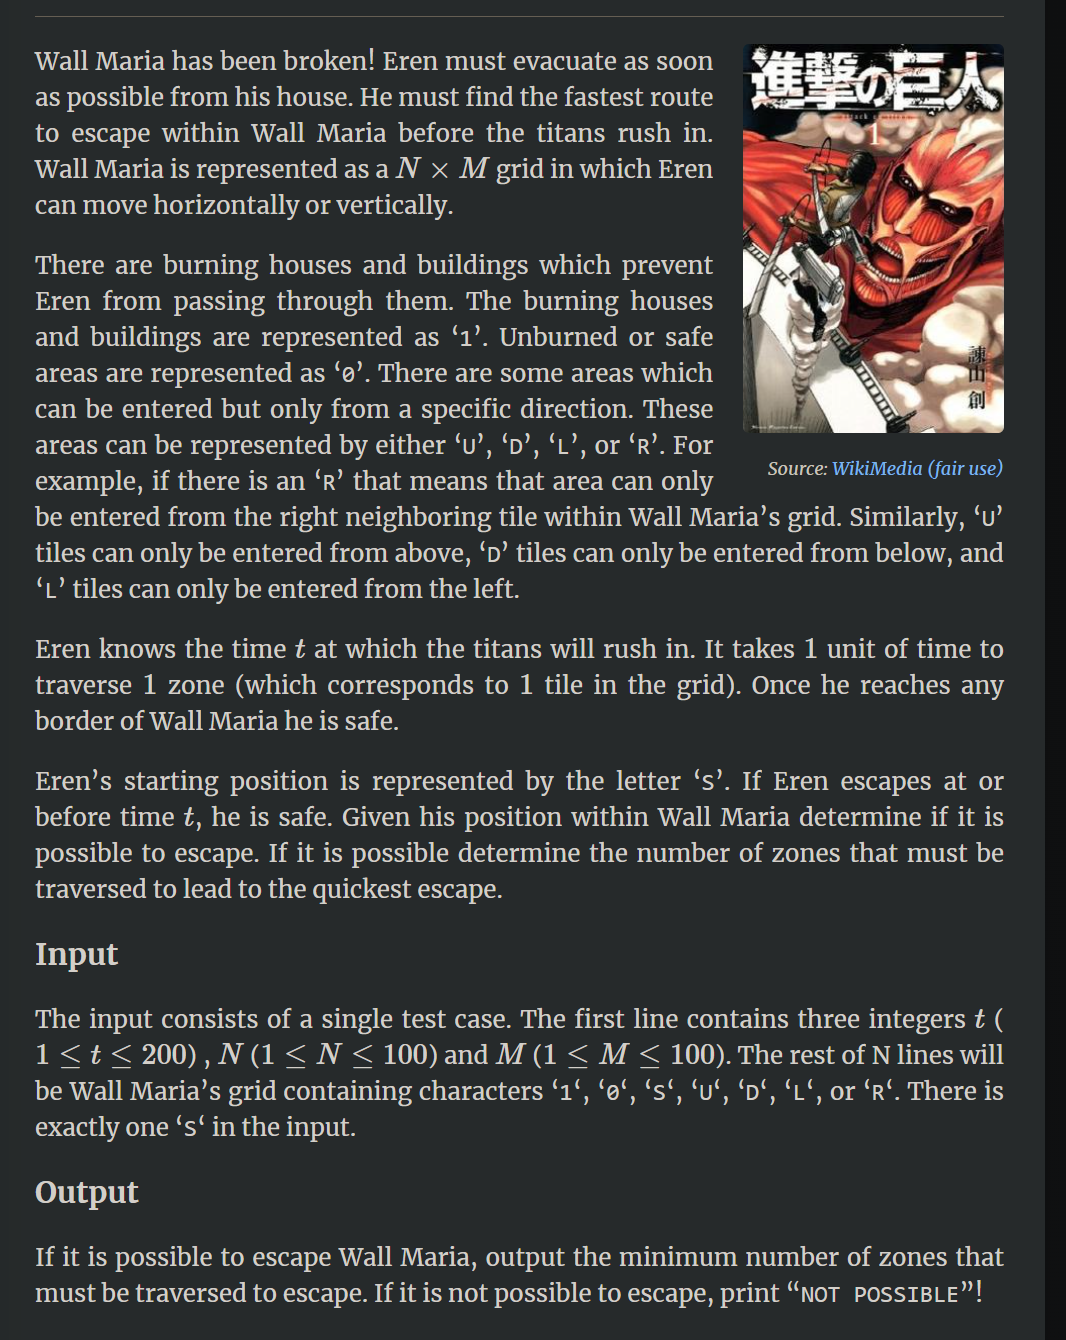 Wall Maria has been broken! Eren must evacuate as soon
as possible from his house. He must find the fastest route
to escape within Wall Maria before the titans rush in.
Wall Maria is represented as a N × M grid in which Eren
can move horizontally or vertically.
There are burning houses and buildings which prevent
Eren from passing through them. The burning houses
and buildings are represented as ‘1’. Unburned or safe
areas are represented as ‘0’. There are some areas which
can be entered but only from a specific direction. These
areas can be represented by either ‘U’, ‘D’, ‘L’, or ‘R’. For
example, if there is an ‘R’ that means that area can only
be entered from the right neighboring tile within Wall Maria’s grid. Similarly, ‘U’
tiles can only be entered from above, ‘D’ tiles can only be entered from below, and
‘L’ tiles can only be entered from the left.
進撃の巨人
attack on titan
1
諫山創
Source: WikiMedia (fair use)
Eren knows the time t at which the titans will rush in. It takes 1 unit of time to
traverse 1 zone (which corresponds to 1 tile in the grid). Once he reaches any
border of Wall Maria he is safe.
Eren’s starting position is represented by the letter ‘S’. If Eren escapes at or
before time t, he is safe. Given his position within Wall Maria determine if it is
possible to escape. If it is possible determine the number of zones that must be
traversed to lead to the quickest escape.
Input
The input consists of a single test case. The first line contains three integers t (
1 ≤ t ≤ 200) , N (1 ≤ N ≤ 100) and M (1 ≤ M ≤ 100). The rest of N lines will
be Wall Maria’s grid containing characters ‘1‘, ‘0‘, ‘S‘, ‘U‘, ‘D‘, ‘L‘, or ‘R‘. There is
exactly one ‘S‘ in the input.
Output
If it is possible to escape Wall Maria, output the minimum number of zones that
must be traversed to escape. If it is not possible to escape, print “NOT POSSIBLE”!